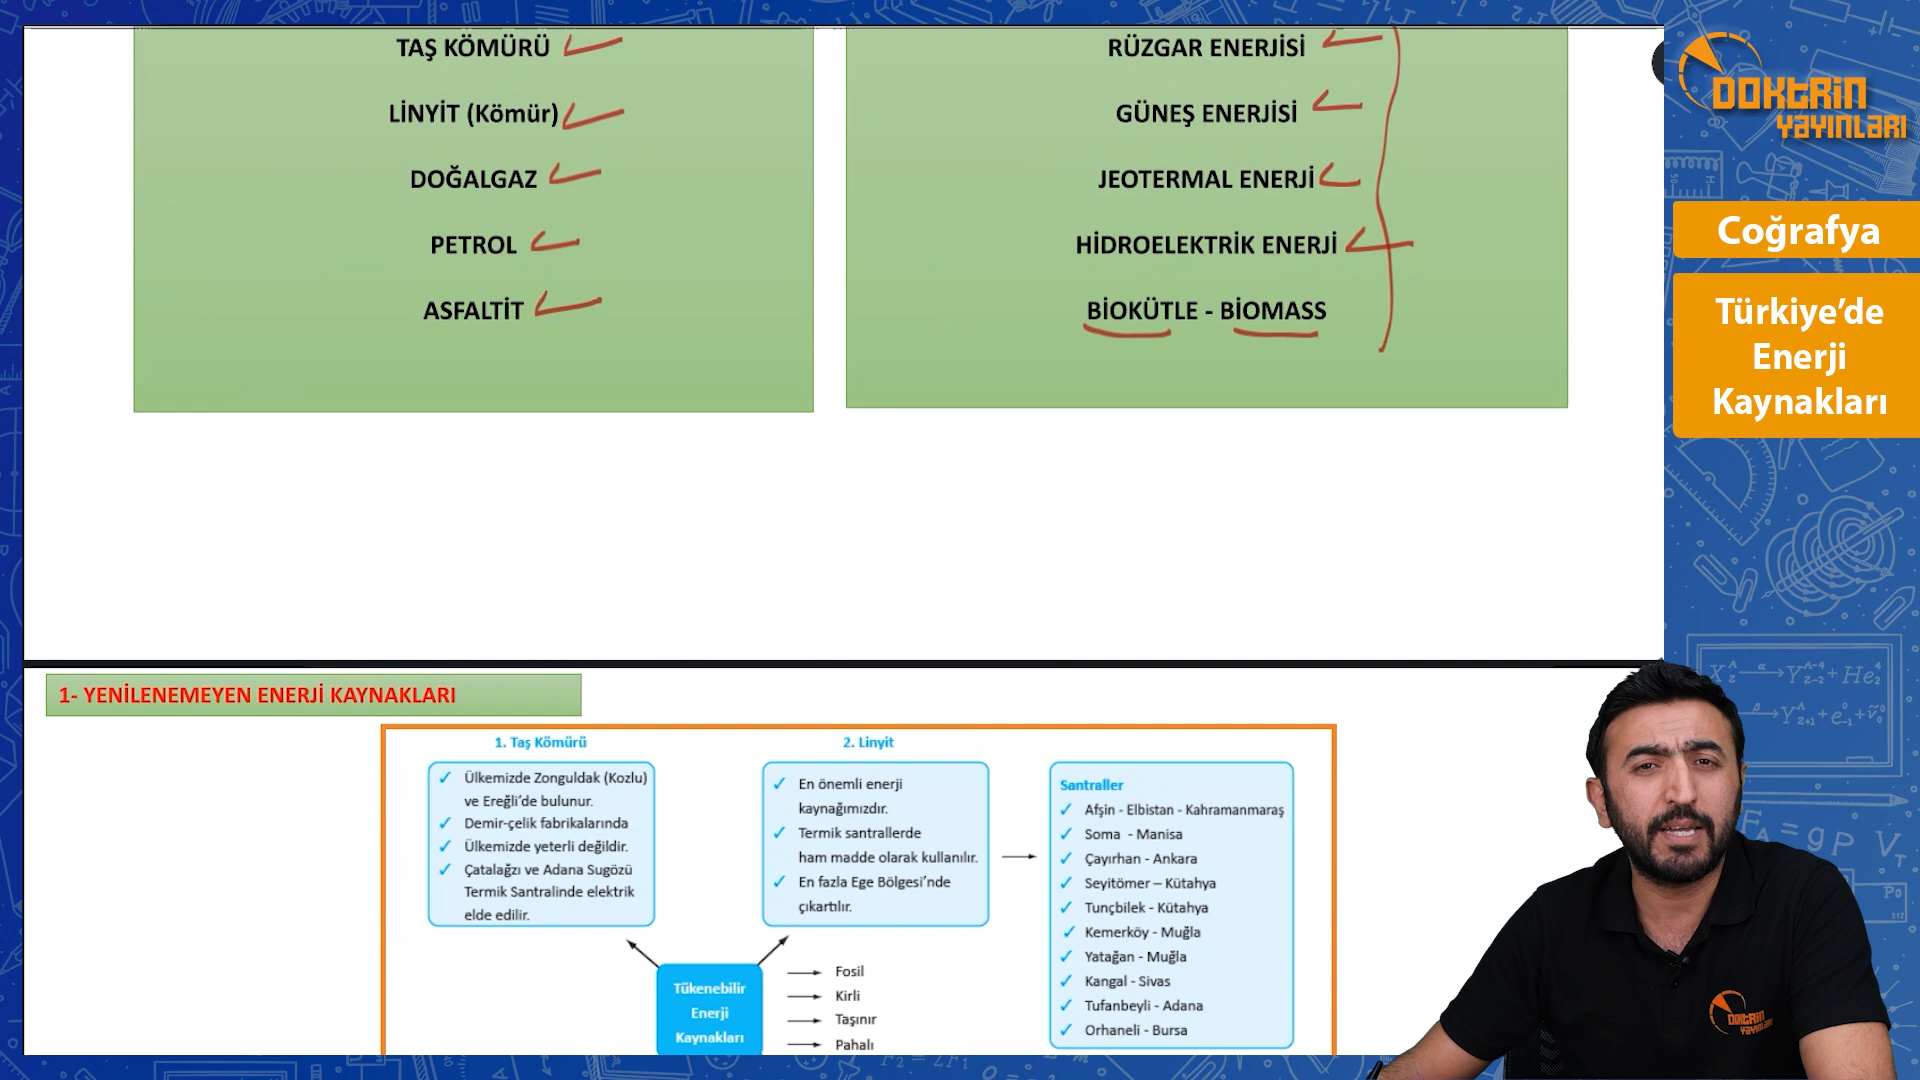 TAŞ KÖMÜRÜ
LİNYİT (Kömür)
DOĞALGAZ
PETROL
ASFALTİT
RÜZGAR ENERJİSİ
GÜNEŞ ENERJİSİ
JEOTERMAL ENERJİ
HİDROELEKTRİK ENERJİ
BİOKÜTLE - BİOMASS
DOKTRİN
YAYINLARI
Coğrafya
Türkiye'de
Enerji
Kaynakları
1- YENİLENEMEYEN ENERJİ KAYNAKLARI
1. Taş Kömürü
✓ Ülkemizde Zonguldak (Kozlu)
ve Ereğli'de bulunur.
✓ Demir-çelik fabrikalarında
✓ Ülkemizde yeterli değildir.
✓ Çatalağzı ve Adana Sugözü
Termik Santralinde elektrik
elde edilir.
2. Linyit
✓ En önemli enerji
kaynağımızdır.
✓ Termik santrallerde
ham madde olarak kullanılır.
✓ En fazla Ege Bölgesi'nde
çıkartılır.
Santraller
✓ Afşin - Elbistan - Kahramanmaraş
✓ Soma - Manisa
✓ Çayırhan - Ankara
✓ Seyitömer – Kütahya
✓ Tunçbilek - Kütahya
✓ Kemerköy - Muğla
✓ Yatağan - Muğla
✓ Kangal - Sivas
✓ Tufanbeyli - Adana
✓ Orhaneli - Bursa
Tükenebilir
Enerji
Kaynakları
Fosil
Kirli
Taşınır
Pahalı
DOKTRİN
YAYINLARI